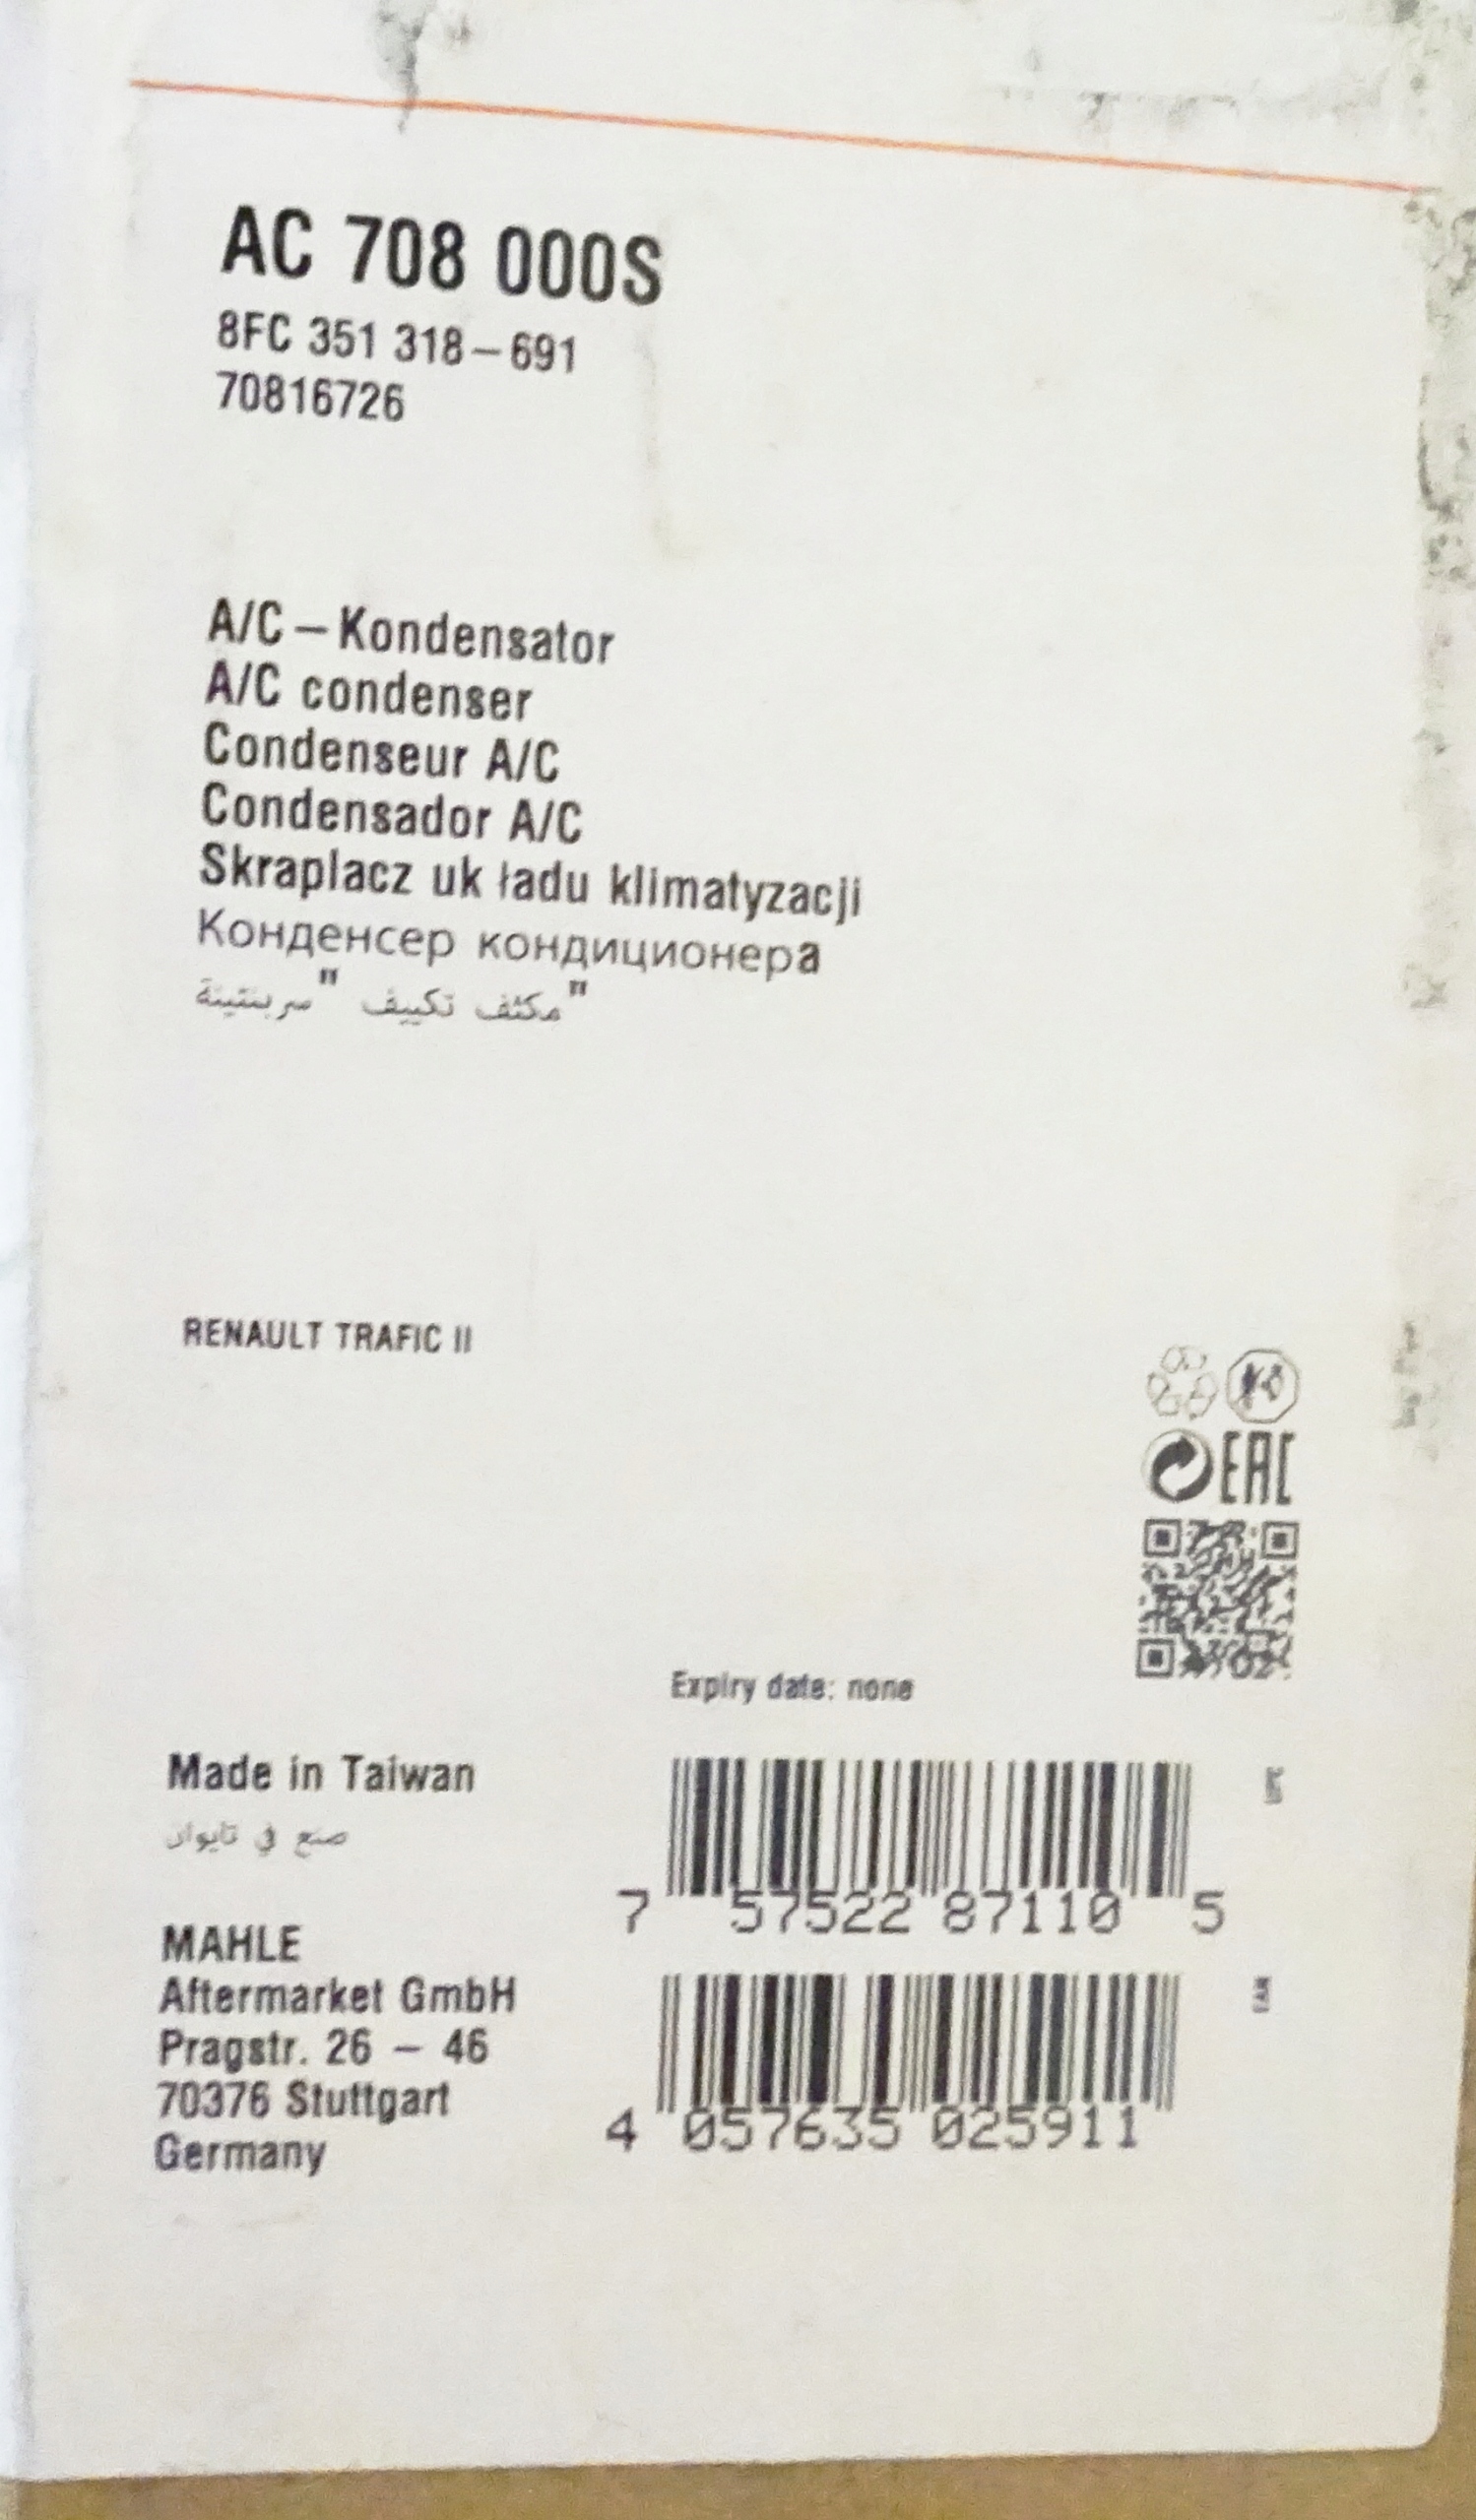 AC 708 000S
8FC 351 318-691
70816726
A/C-Kondensator
A/C condenser
Condenseur A/C
Condensador A/C
Skraplacz uk ładu klimatyzacji
Конденсер кондиционера
"مكثف تكييف "سربنتينة
RENAULT TRAFIC II
EAC
Expiry date: none
Made in Taiwan
صنع في تايوان
7 57522 87110 5
MAHLE
Aftermarket GmbH
Pragstr. 26 - 46
70376 Stuttgart
Germany
4 057635 025911